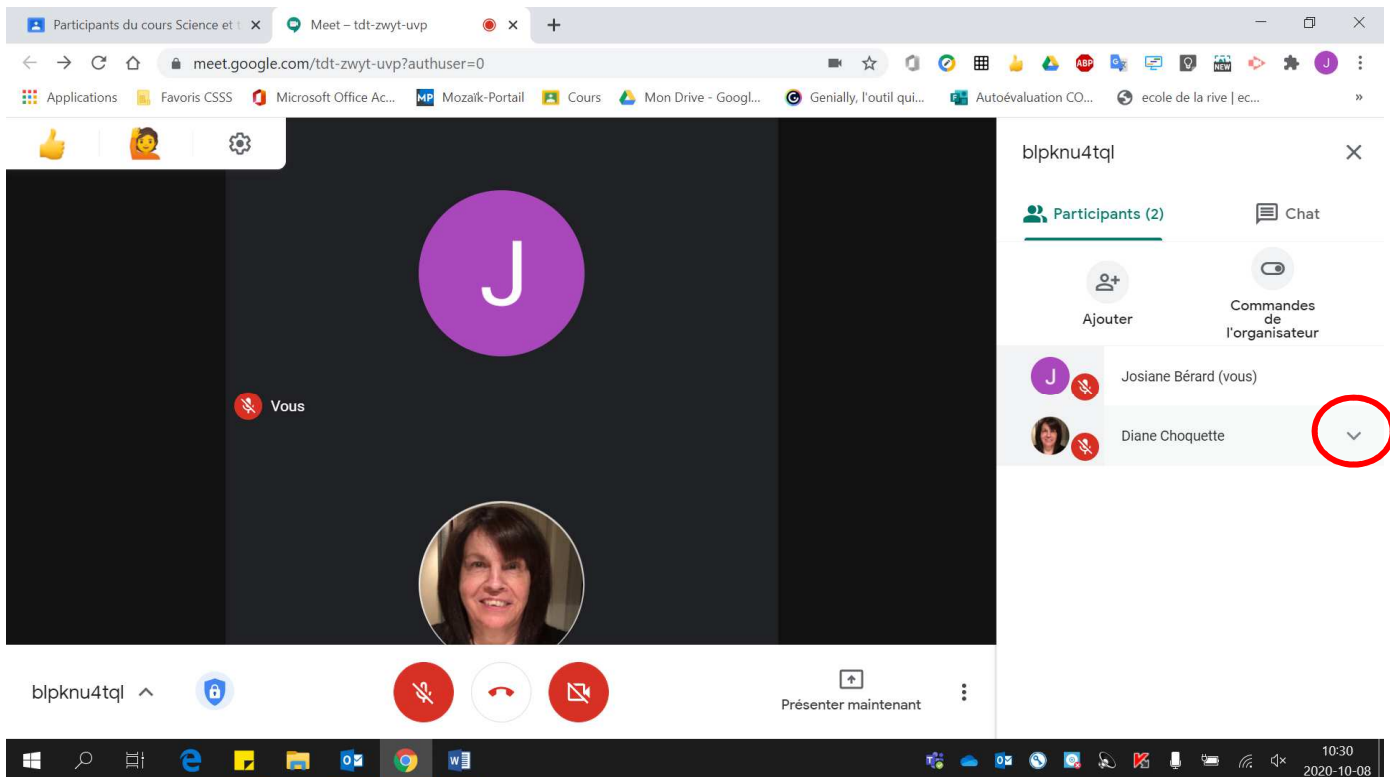 Participants du cours Science et t
Meet – tdt-zwyt-uvp
meet.google.com/tdt-zwyt-uvp?authuser=0
ABP
NEW
J
Applications
Favoris CSSS
Microsoft Office Ac...
MP Mozaïk-Portail
Cours
Mon Drive - Googl...
Genially, l'outil qui...
Autoévaluation CO...
ecole de la rive | ec...
»
blpknu4tql
Participants (2)
Chat
J
Ajouter
Commandes
de
l'organisateur
J
Josiane Bérard (vous)
Vous
Diane Choquette
blpknu4tql
Présenter maintenant
10:30
2020-10-08